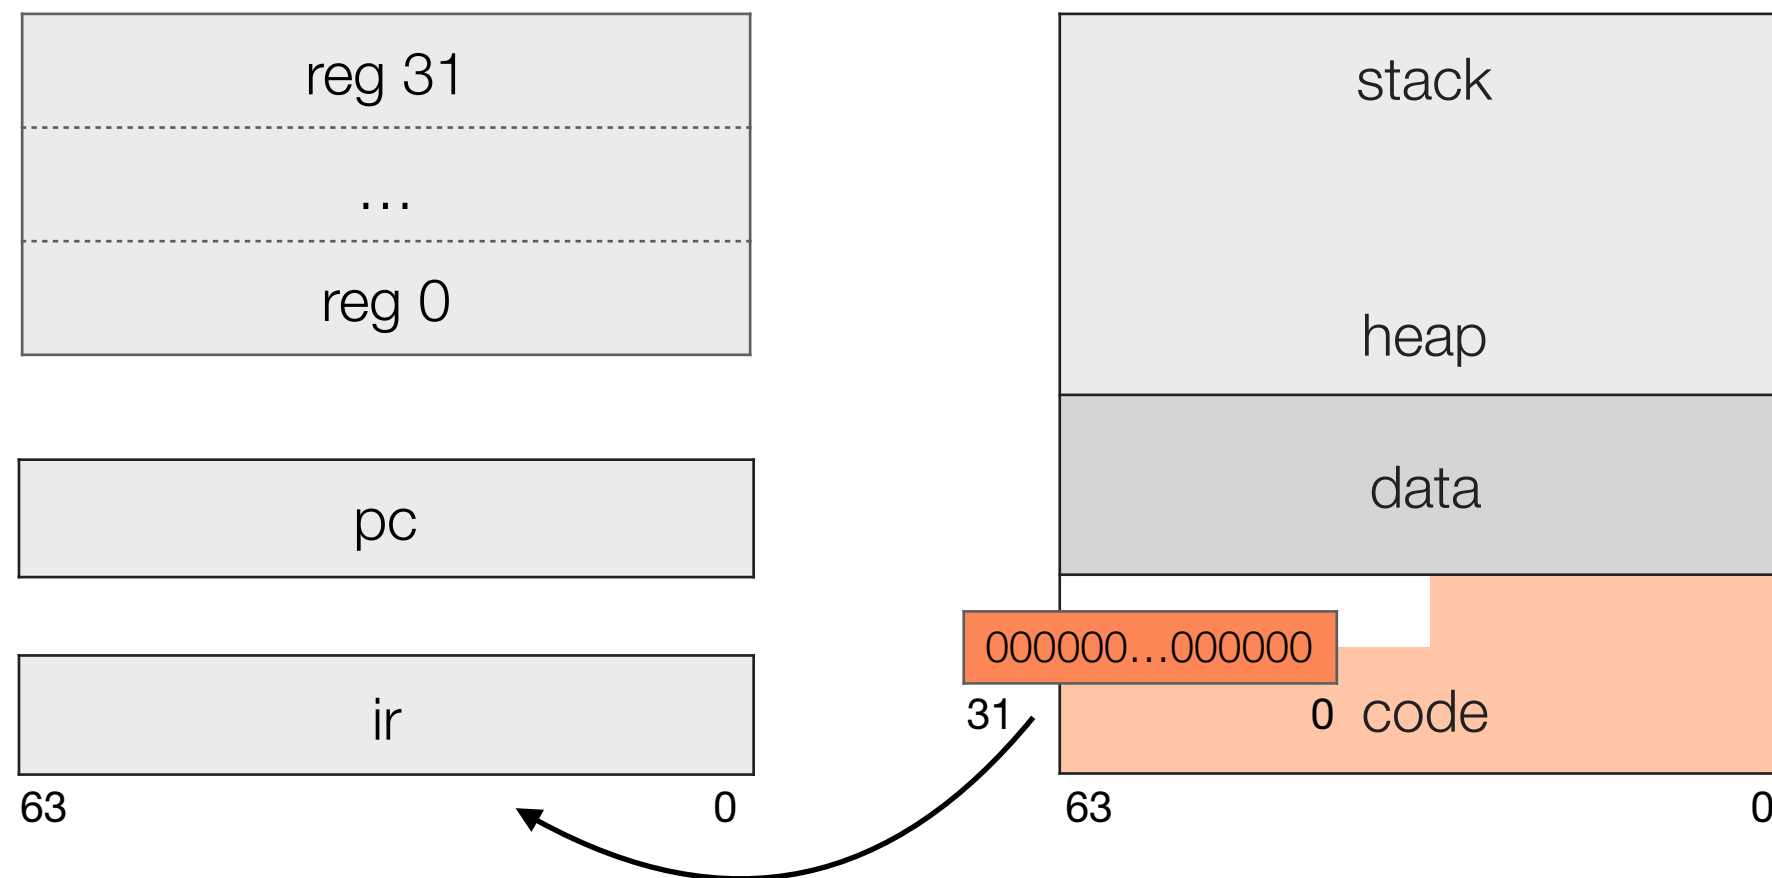 reg 31
…
reg 0
pc
ir
63 0
stack
heap
data
000000…000000
31 0
code
63 0